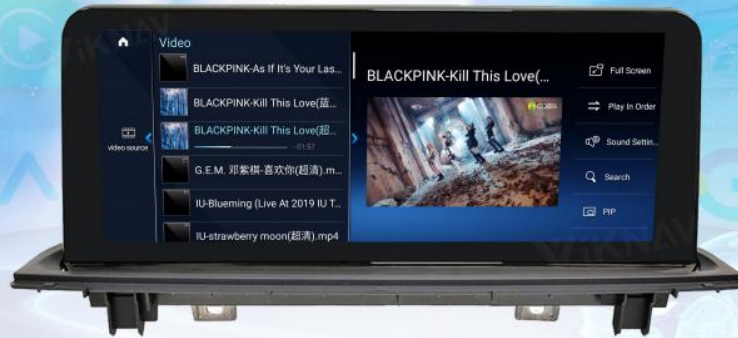 Video
BLACKPINK-As If It's Your Las...
BLACKPINK-Kill This Love(蓝...
BLACKPINK-Kill This Love(超...
-01:57
G.E.M. 邓紫棋-喜欢你(超清).m...
IU-Blueming (Live At 2019 IU T...
IU-strawberry moon(超清).mp4
video source
BLACKPINK-Kill This Love(...
Full Screen
Play In Order
Sound Settin...
Search
PIP
ViKNAV
ViKNAV